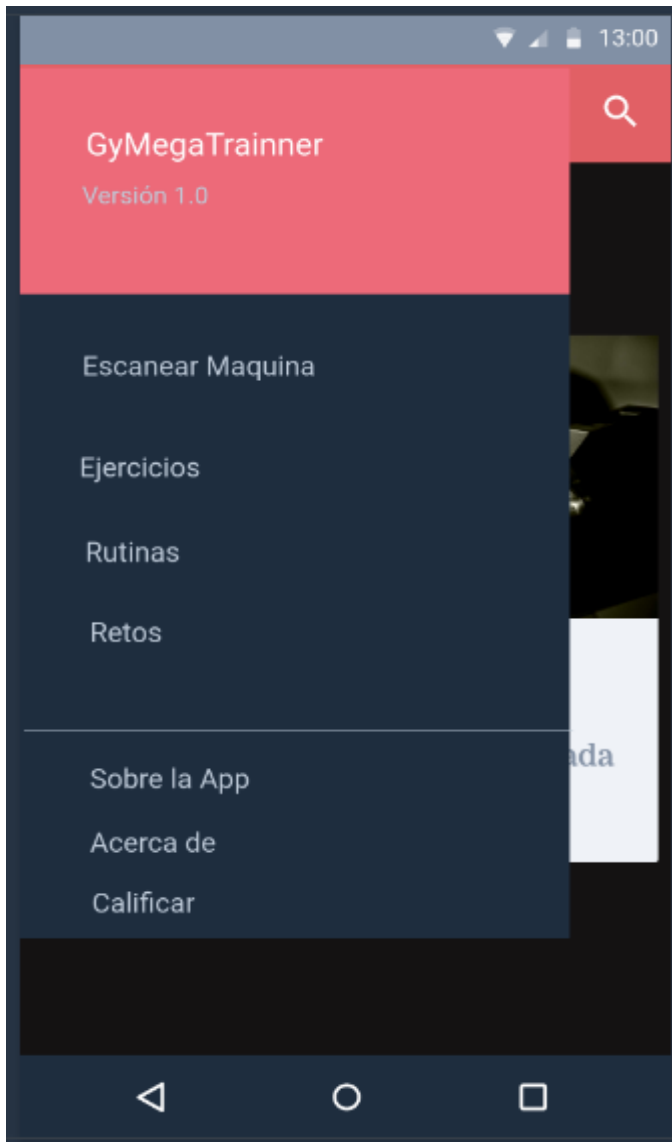 13:00
GyMegaTrainner
Versión 1.0
Escanear Maquina
Ejercicios
Rutinas
Retos
ada
Sobre la App
Acerca de
Calificar